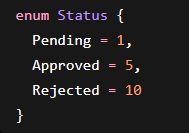 enum Status {
  Pending = 1,
  Approved = 5,
  Rejected = 10
}